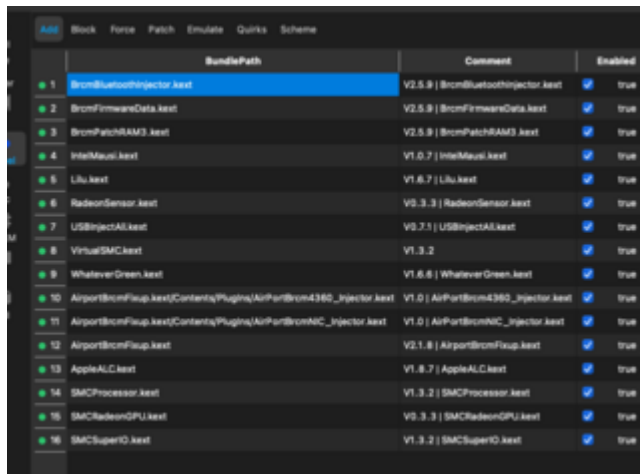 Add Block Force Patch Emulate Quirks Scheme
BundlePath Comment Enabled
1 BrcmBluetoothInjector.kext V2.5.9 | BrcmBluetoothInjector.kext true
2 BrcmFirmwareData.kext V2.5.9 | BrcmFirmwareData.kext true
3 BrcmPatchRAM3.kext V2.5.9 | BrcmPatchRAM3.kext true
4 IntelMausi.kext V1.0.7 | IntelMausi.kext true
5 Lilu.kext V1.6.7 | Lilu.kext true
6 RadeonSensor.kext V0.3.3 | RadeonSensor.kext true
7 USBInjectAll.kext V0.7.1 | USBInjectAll.kext true
8 VirtualSMC.kext V1.3.2 true
9 WhateverGreen.kext V1.6.6 | WhateverGreen.kext true
10 AirportBrcmFixup.kext/Contents/PlugIns/AirPortBrcm4360_Injector.kext V1.0 | AirPortBrcm4360_Injector.kext true
11 AirportBrcmFixup.kext/Contents/PlugIns/AirPortBrcmNIC_Injector.kext V1.0 | AirPortBrcmNIC_Injector.kext true
12 AirportBrcmFixup.kext V2.1.8 | AirportBrcmFixup.kext true
13 AppleALC.kext V1.8.7 | AppleALC.kext true
14 SMCProcessor.kext V1.3.2 | SMCProcessor.kext true
15 SMCRadeonGPU.kext V0.3.3 | SMCRadeonGPU.kext true
16 SMCSuperIO.kext V1.3.2 | SMCSuperIO.kext true